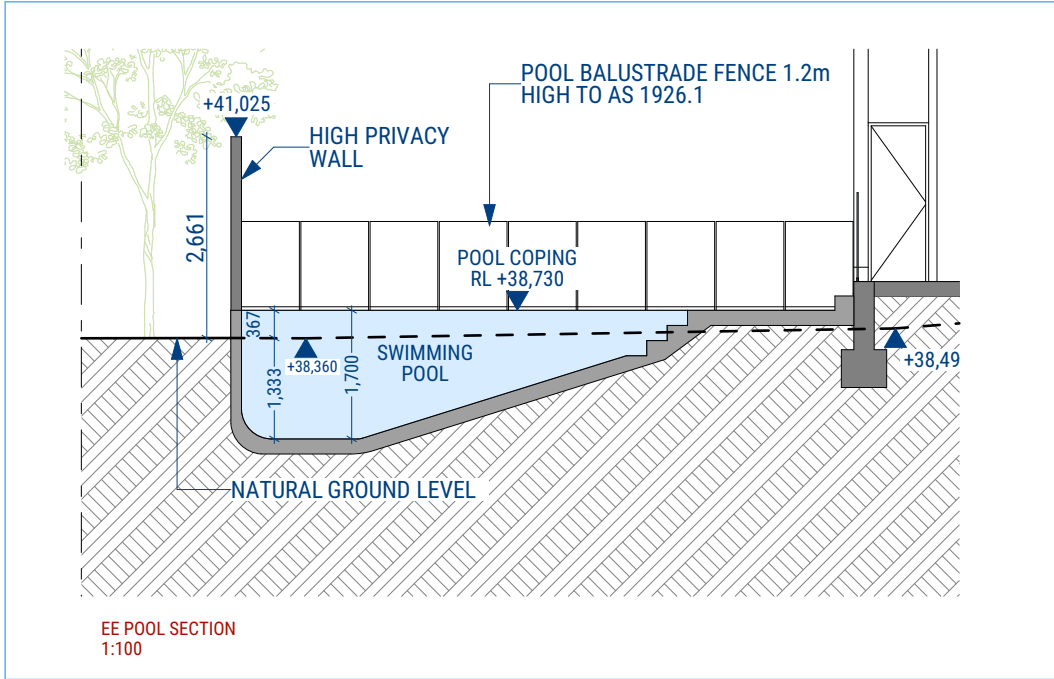 POOL BALUSTRADE FENCE 1.2m
HIGH TO AS 1926.1
+41,025
HIGH PRIVACY
WALL
2,661
POOL COPING
RL +38,730
367
+38,360
1,333
1,700
SWIMMING
POOL
+38,49
NATURAL GROUND LEVEL
EE POOL SECTION
1:100